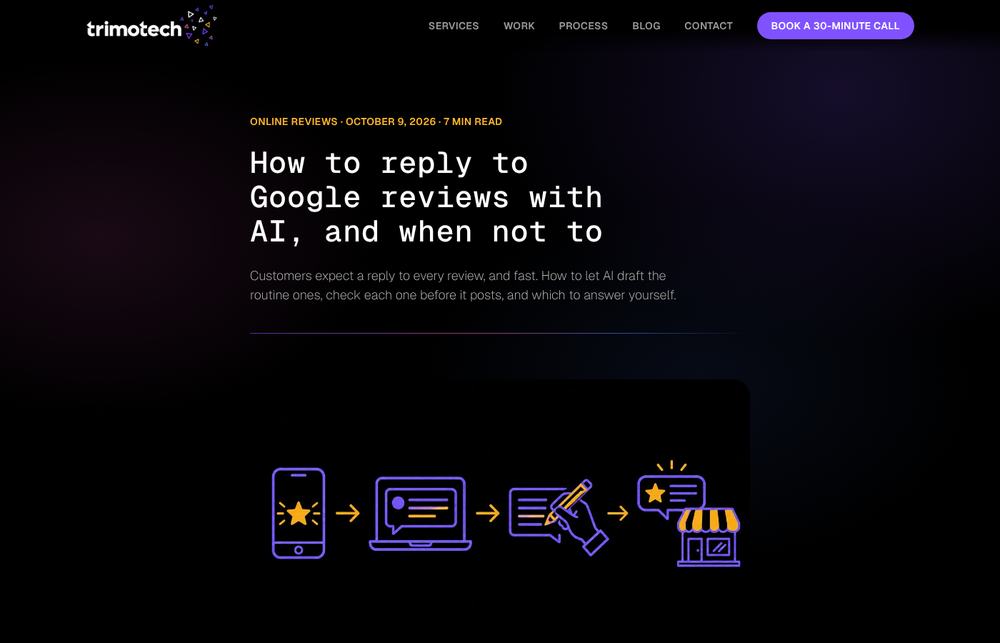 trimotech
SERVICES
WORK
PROCESS
BLOG
CONTACT
BOOK A 30-MINUTE CALL
ONLINE REVIEWS · OCTOBER 9, 2026 · 7 MIN READ
How to reply to
Google reviews with
AI, and when not to
Customers expect a reply to every review, and fast. How to let AI draft the
routine ones, check each one before it posts, and which to answer yourself.